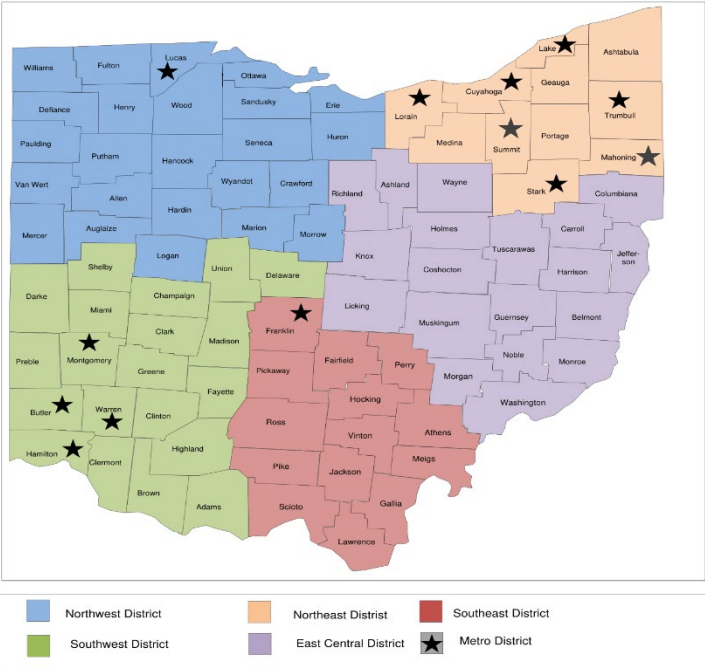 Lake
Ashtabula
Lucas
Williams
Fulton
Ottawa
Geauga
Cuyahoga
Defiance
Henry
Wood
Sandusky
Erie
Lorain
Trumbull
Paulding
Seneca
Huron
Medina
Summit
Portage
Putnam
Hancock
Mahoning
Van Wert
Wyandot
Crawford
Richland
Ashland
Wayne
Stark
Columbiana
Allen
Hardin
Mercer
Auglaize
Marion
Morrow
Holmes
Carroll
Tuscarawas
Jeffer-
son
Logan
Knox
Shelby
Union
Delaware
Coshocton
Harrison
Darke
Champaign
Licking
Miami
Guernsey
Belmont
Muskingum
Clark
Franklin
Madison
Noble
Preble
Montgomery
Fairfield
Perry
Monroe
Greene
Pickaway
Morgan
Fayette
Hocking
Washington
Butler
Warren
Clinton
Ross
Vinton
Athens
Hamilton
Clermont
Highland
Meigs
Pike
Jackson
Brown
Adams
Scioto
Gallia
Lawrence
Northwest District
Northeast Distrist
Southeast District
Southwest District
East Central District
Metro District